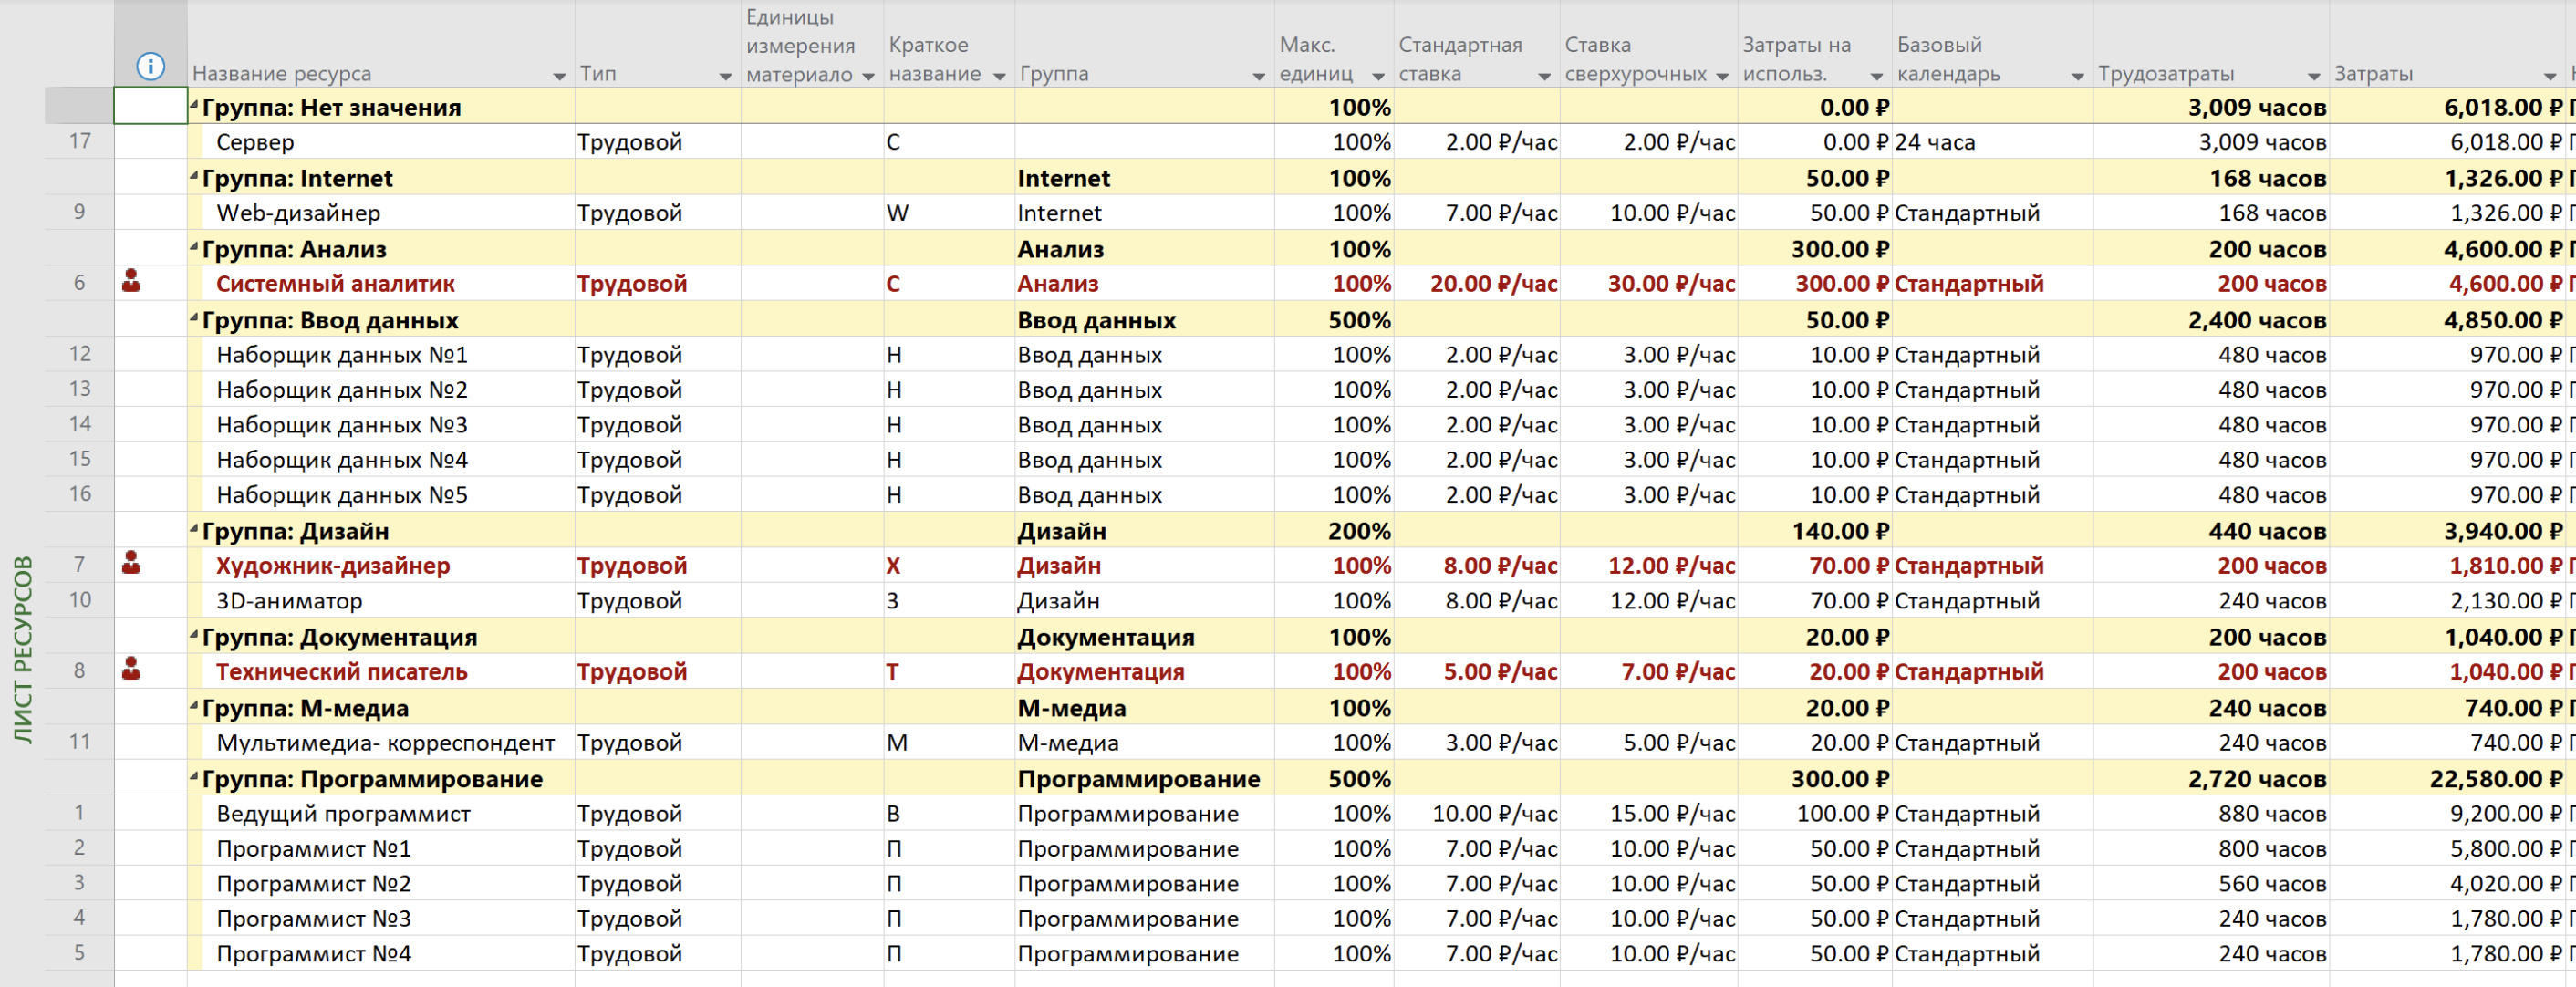 Название ресурса Тип Единицы измерения материало Краткое название Группа Макс. единиц Стандартная ставка Ставка сверхурочных Затраты на использ. Базовый календарь Трудозатраты Затраты
Группа: Нет значения 100% 0.00 ₽ 3,009 часов 6,018.00 ₽
17 Сервер Трудовой С 100% 2.00 ₽/час 2.00 ₽/час 0.00 ₽ 24 часа 3,009 часов 6,018.00 ₽
Группа: Internet Internet 100% 50.00 ₽ 168 часов 1,326.00 ₽
9 Web-дизайнер Трудовой W Internet 100% 7.00 ₽/час 10.00 ₽/час 50.00 ₽ Стандартный 168 часов 1,326.00 ₽
Группа: Анализ Анализ 100% 300.00 ₽ 200 часов 4,600.00 ₽
6 Системный аналитик Трудовой С Анализ 100% 20.00 ₽/час 30.00 ₽/час 300.00 ₽ Стандартный 200 часов 4,600.00 ₽
Группа: Ввод данных Ввод данных 500% 50.00 ₽ 2,400 часов 4,850.00 ₽
12 Наборщик данных №1 Трудовой Н Ввод данных 100% 2.00 ₽/час 3.00 ₽/час 10.00 ₽ Стандартный 480 часов 970.00 ₽
13 Наборщик данных №2 Трудовой Н Ввод данных 100% 2.00 ₽/час 3.00 ₽/час 10.00 ₽ Стандартный 480 часов 970.00 ₽
14 Наборщик данных №3 Трудовой Н Ввод данных 100% 2.00 ₽/час 3.00 ₽/час 10.00 ₽ Стандартный 480 часов 970.00 ₽
15 Наборщик данных №4 Трудовой Н Ввод данных 100% 2.00 ₽/час 3.00 ₽/час 10.00 ₽ Стандартный 480 часов 970.00 ₽
16 Наборщик данных №5 Трудовой Н Ввод данных 100% 2.00 ₽/час 3.00 ₽/час 10.00 ₽ Стандартный 480 часов 970.00 ₽
Группа: Дизайн Дизайн 200% 140.00 ₽ 440 часов 3,940.00 ₽
7 Художник-дизайнер Трудовой Х Дизайн 100% 8.00 ₽/час 12.00 ₽/час 70.00 ₽ Стандартный 200 часов 1,810.00 ₽
10 3D-аниматор Трудовой 3 Дизайн 100% 8.00 ₽/час 12.00 ₽/час 70.00 ₽ Стандартный 240 часов 2,130.00 ₽
Группа: Документация Документация 100% 20.00 ₽ 200 часов 1,040.00 ₽
8 Технический писатель Трудовой Т Документация 100% 5.00 ₽/час 7.00 ₽/час 20.00 ₽ Стандартный 200 часов 1,040.00 ₽
Группа: М-медиа М-медиа 100% 20.00 ₽ 240 часов 740.00 ₽
11 Мультимедиа- корреспондент Трудовой М М-медиа 100% 3.00 ₽/час 5.00 ₽/час 20.00 ₽ Стандартный 240 часов 740.00 ₽
Группа: Программирование Программирование 500% 300.00 ₽ 2,720 часов 22,580.00 ₽
1 Ведущий программист Трудовой В Программирование 100% 10.00 ₽/час 15.00 ₽/час 100.00 ₽ Стандартный 880 часов 9,200.00 ₽
2 Программист №1 Трудовой П Программирование 100% 7.00 ₽/час 10.00 ₽/час 50.00 ₽ Стандартный 800 часов 5,800.00 ₽
3 Программист №2 Трудовой П Программирование 100% 7.00 ₽/час 10.00 ₽/час 50.00 ₽ Стандартный 560 часов 4,020.00 ₽
4 Программист №3 Трудовой П Программирование 100% 7.00 ₽/час 10.00 ₽/час 50.00 ₽ Стандартный 240 часов 1,780.00 ₽
5 Программист №4 Трудовой П Программирование 100% 7.00 ₽/час 10.00 ₽/час 50.00 ₽ Стандартный 240 часов 1,780.00 ₽
ЛИСТ РЕСУРСОВ